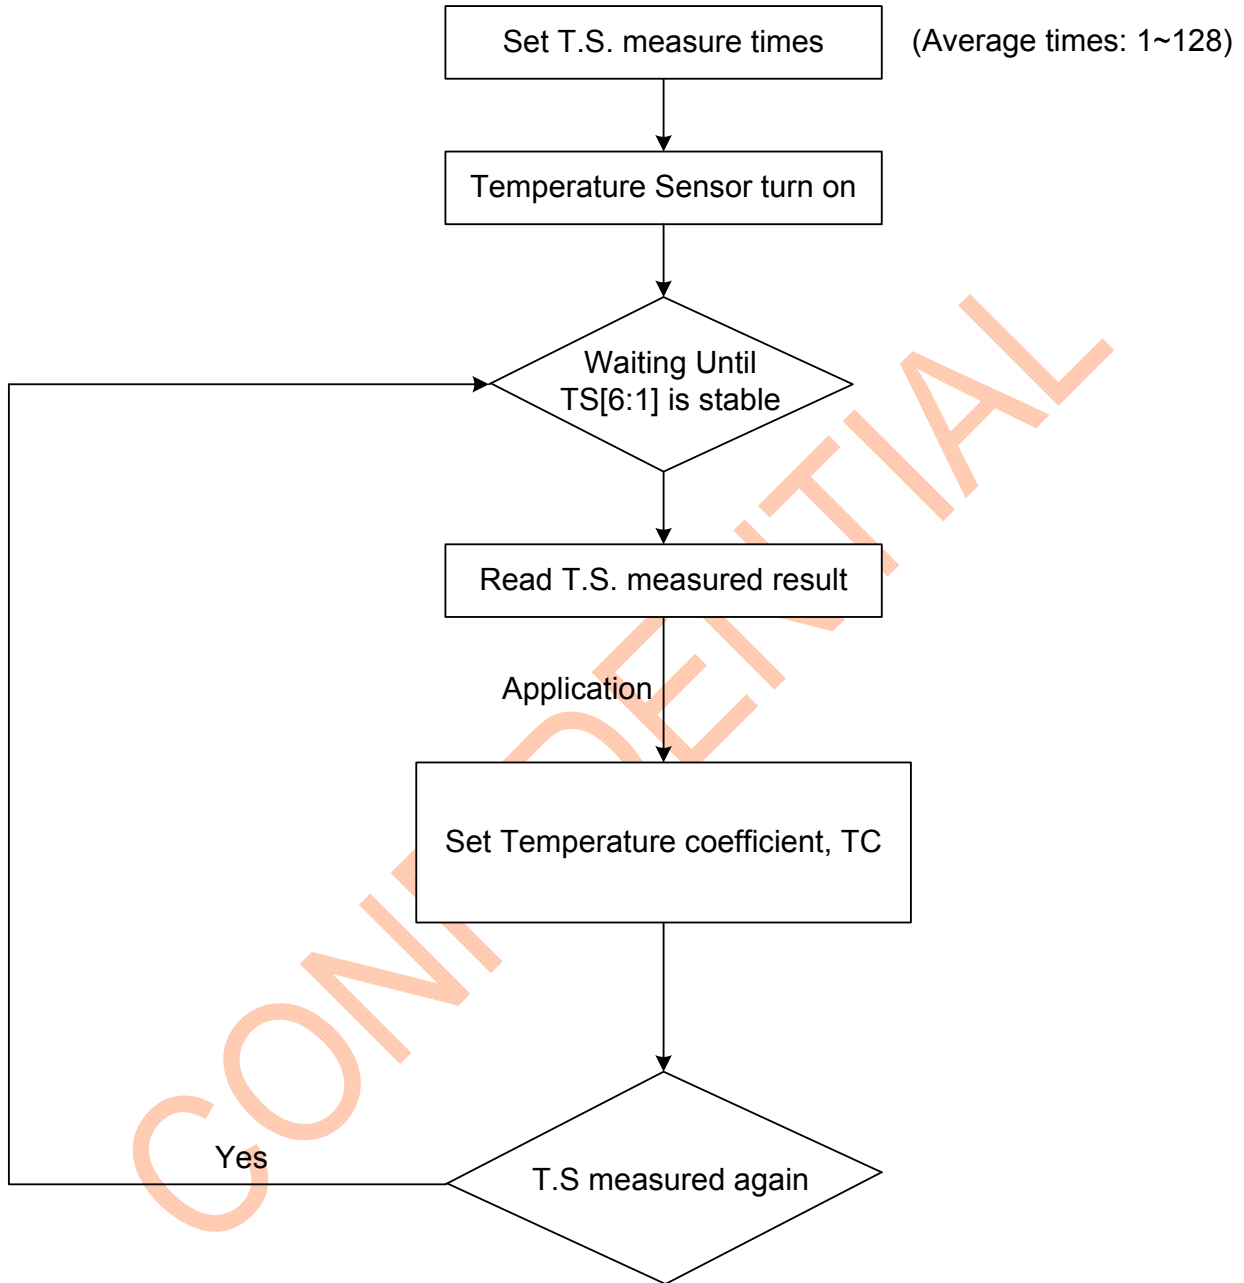 Set T.S. measure times
(Average times: 1~128)
Temperature Sensor turn on
Waiting Until
TS[6:1] is stable
Read T.S. measured result
Application
Set Temperature coefficient, TC
Yes
T.S measured again
CONFIDENTIAL